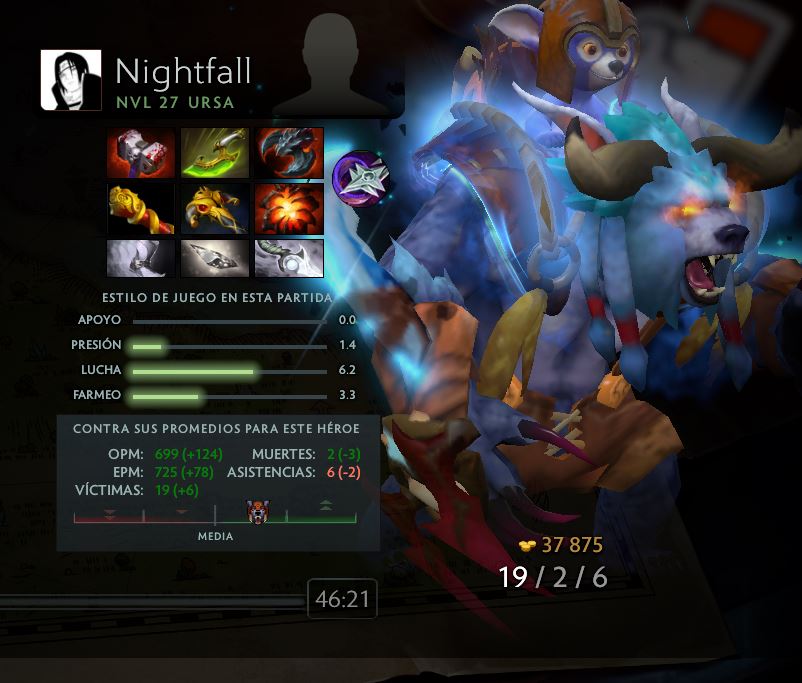 Nightfall
NVL 27 URSA
ESTILO DE JUEGO EN ESTA PARTIDA
APOYO 0.0
PRESIÓN 1.4
LUCHA 6.2
FARMEO 3.3
CONTRA SUS PROMEDIOS PARA ESTE HÉROE
OPM: 699 (+124) MUERTES: 2 (-3)
EPM: 725 (+78) ASISTENCIAS: 6 (-2)
VÍCTIMAS: 19 (+6)
MEDIA
37 875
19 / 2 / 6
46:21